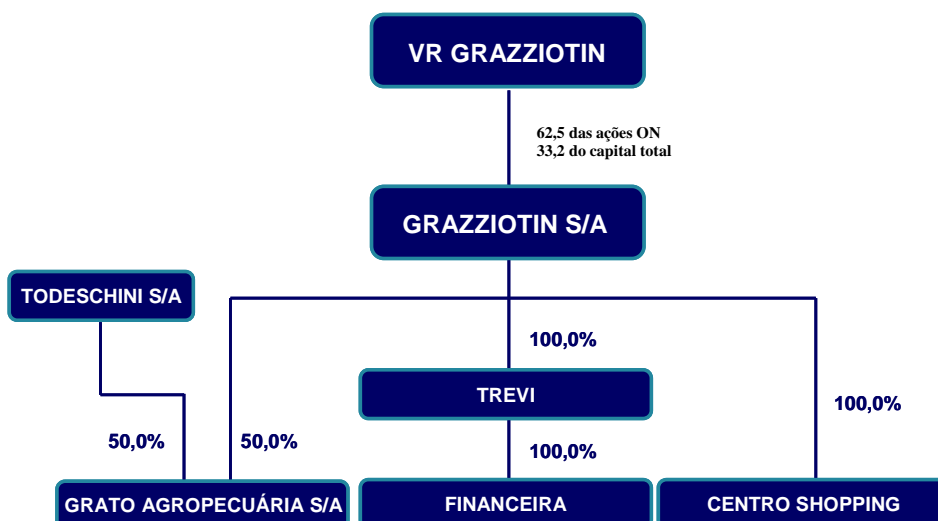 VR GRAZZIOTIN
62,5 das ações ON
33,2 do capital total
GRAZZIOTIN S/A
TODESCHINI S/A
100,0%
TREVI
100,0%
50,0%
50,0%
100,0%
GRATO AGROPECUÁRIA S/A
FINANCEIRA
CENTRO SHOPPING